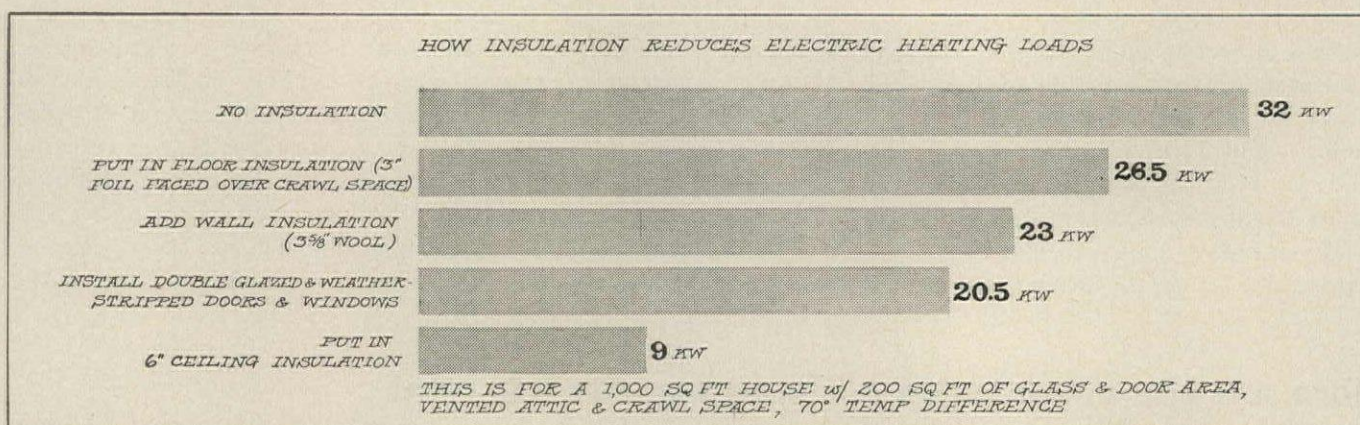 HOW INSULATION REDUCES ELECTRIC HEATING LOADS
NO INSULATION
32 KW
PUT IN FLOOR INSULATION (3"
FOIL FACED OVER CRAWL SPACE)
26.5 KW
ADD WALL INSULATION
(3 5/8" WOOL)
23 KW
INSTALL DOUBLE GLAZED & WEATHER-
STRIPPED DOORS & WINDOWS
20.5 KW
PUT IN
6" CEILING INSULATION
9 KW
THIS IS FOR A 1,000 SQ FT HOUSE w/ 200 SQ FT OF GLASS & DOOR AREA,
VENTED ATTIC & CRAWL SPACE, 70° TEMP DIFFERENCE